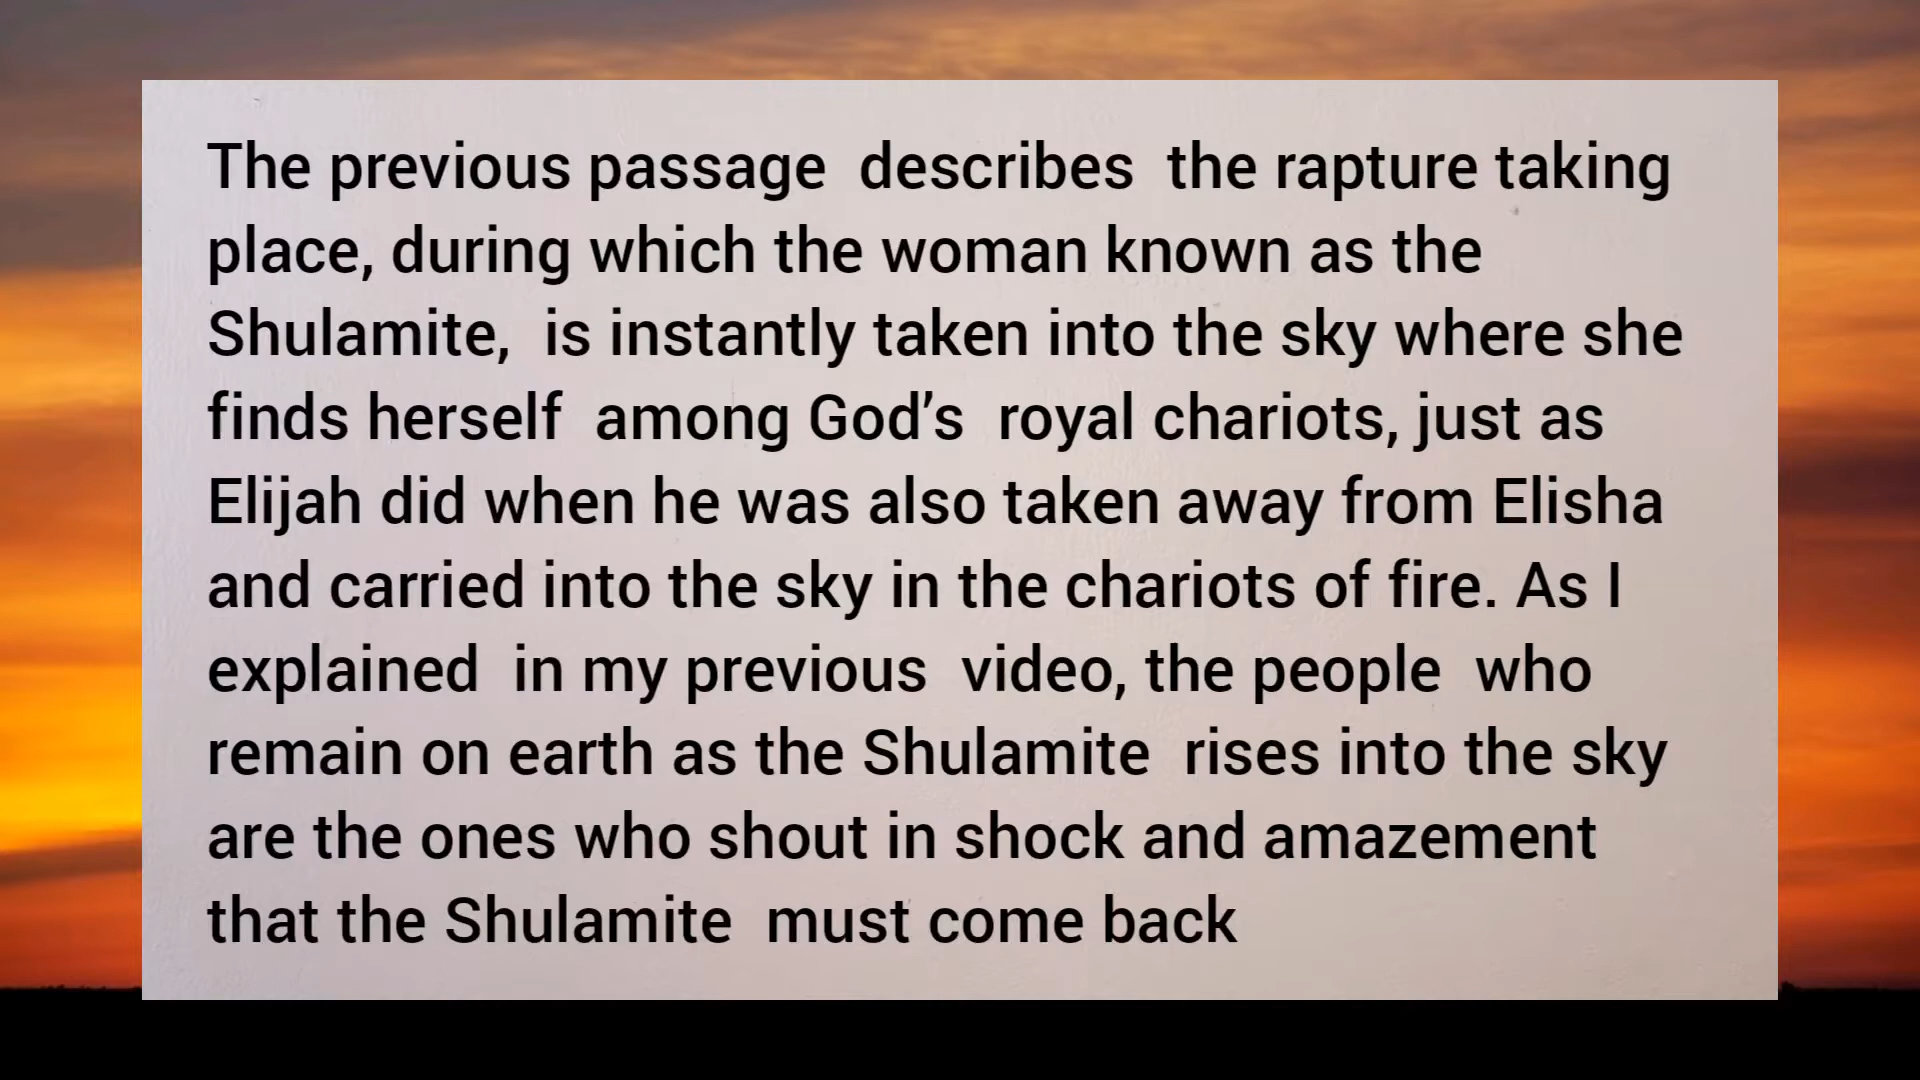 The previous passage describes the rapture taking
place, during which the woman known as the
Shulamite, is instantly taken into the sky where she
finds herself among God's royal chariots, just as
Elijah did when he was also taken away from Elisha
and carried into the sky in the chariots of fire. As I
explained in my previous video, the people who
remain on earth as the Shulamite rises into the sky
are the ones who shout in shock and amazement
that the Shulamite must come back